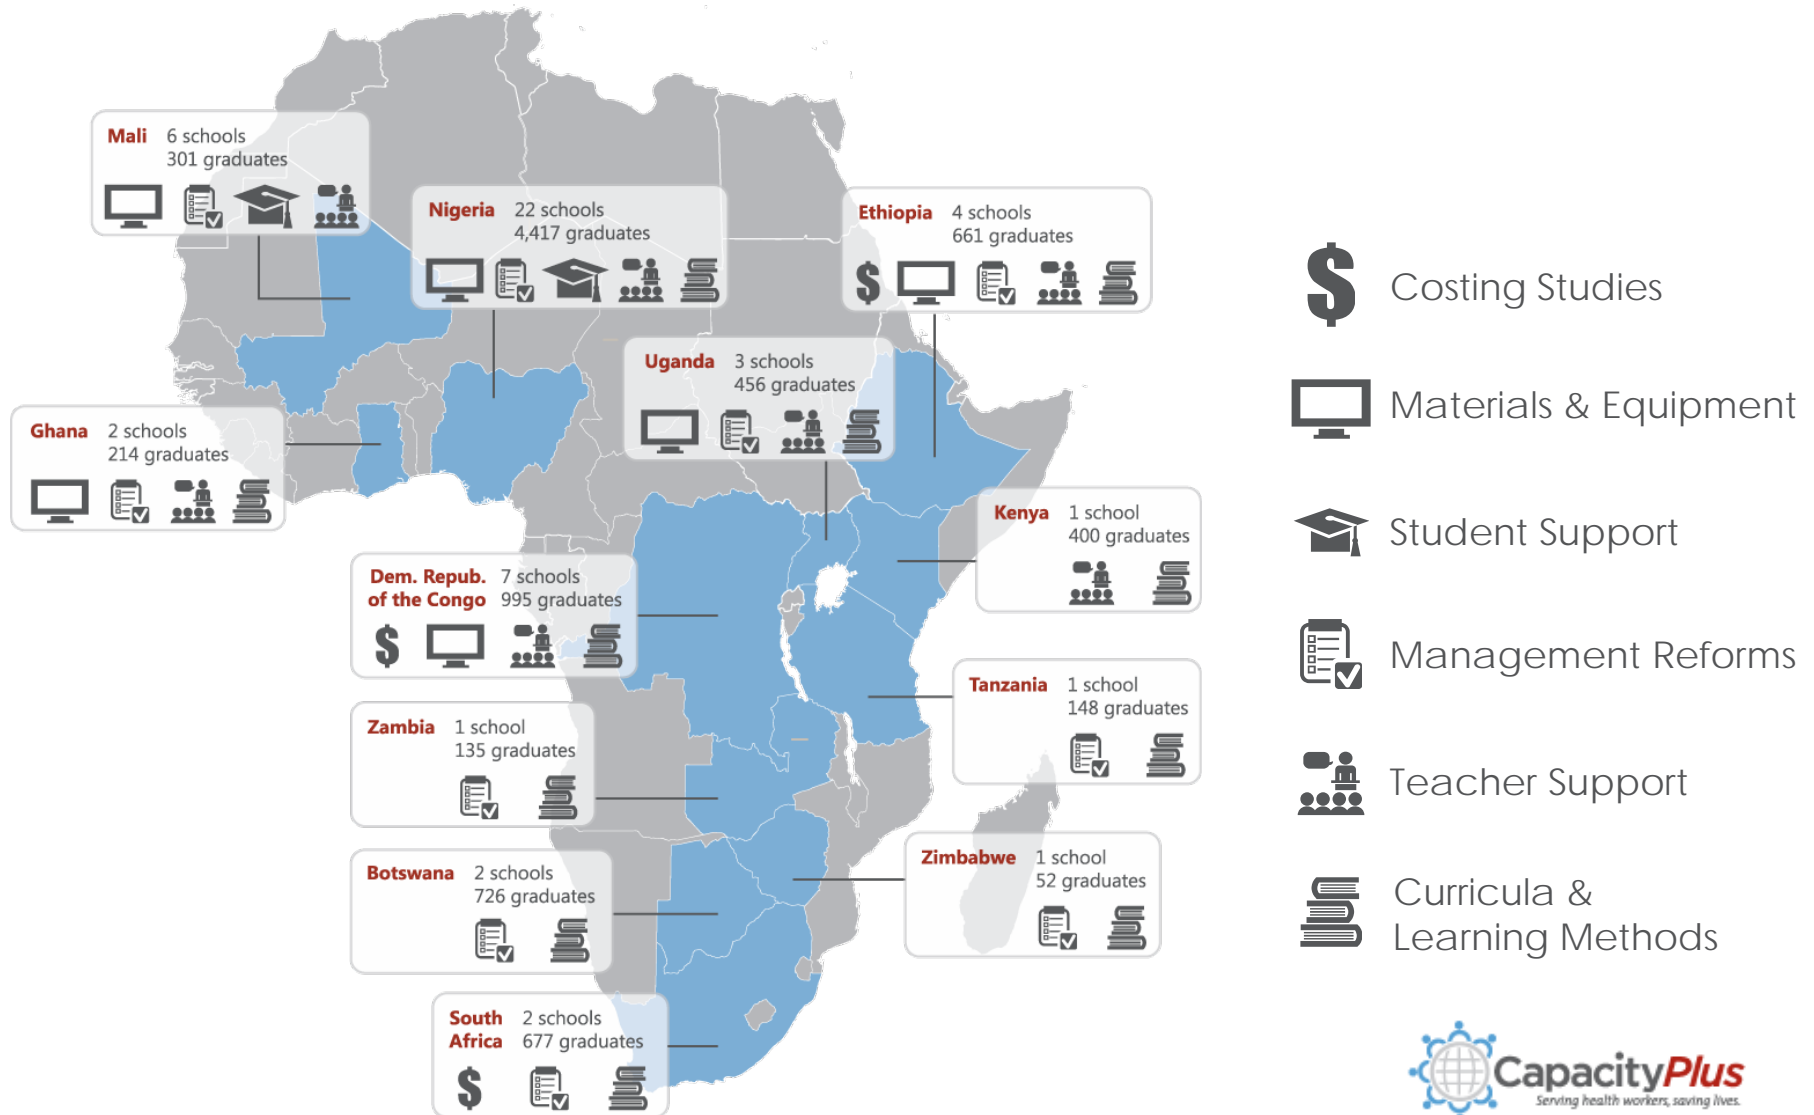 Mali 6 schools
301 graduates
Nigeria 22 schools
4,417 graduates
Ethiopia 4 schools
661 graduates
Uganda 3 schools
456 graduates
Ghana 2 schools
214 graduates
Kenya 1 school
400 graduates
Dem. Repub. 7 schools
of the Congo 995 graduates
Tanzania 1 school
148 graduates
Zambia 1 school
135 graduates
Zimbabwe 1 school
52 graduates
Botswana 2 schools
726 graduates
South 2 schools
Africa 677 graduates
$ Costing Studies
Materials & Equipment
Student Support
Management Reforms
Teacher Support
Curricula &
Learning Methods
CapacityPlus
Serving health workers, saving lives.